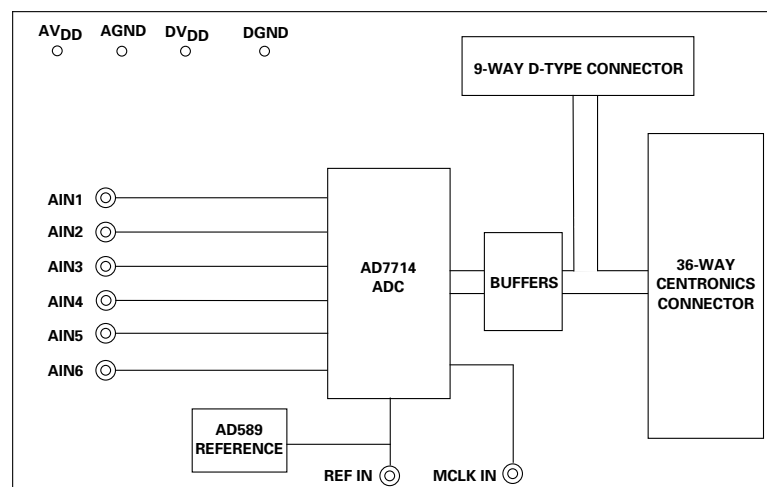 AVDD AGND DVDD DGND
9-WAY D-TYPE CONNECTOR
AIN1
AIN2
AIN3
AIN4
AIN5
AIN6
AD7714
ADC
BUFFERS
36-WAY
CENTRONICS
CONNECTOR
AD589
REFERENCE
REF IN
MCLK IN